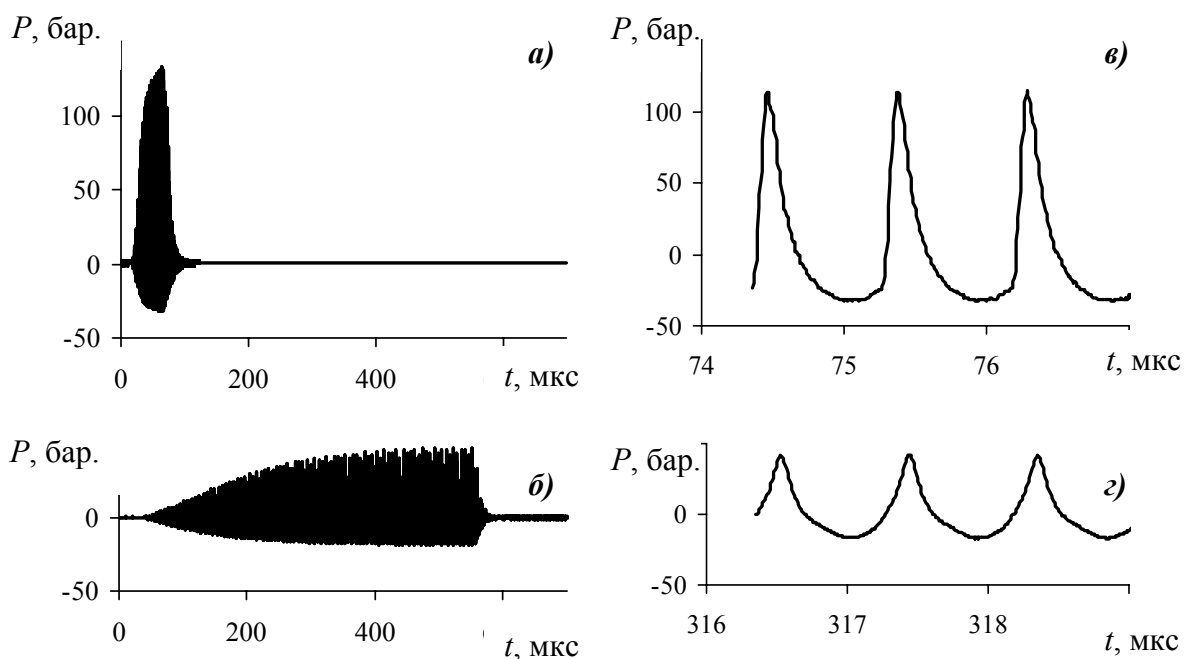 P, бар.
а)
100
50
0
-50
0 200 400 t, мкс
P, бар.
в)
100
50
0
-50
74 75 76 t, мкс
P, бар.
б)
0
-50
0 200 400 t, мкс
P, бар.
г)
0
-50
316 317 318 t, мкс